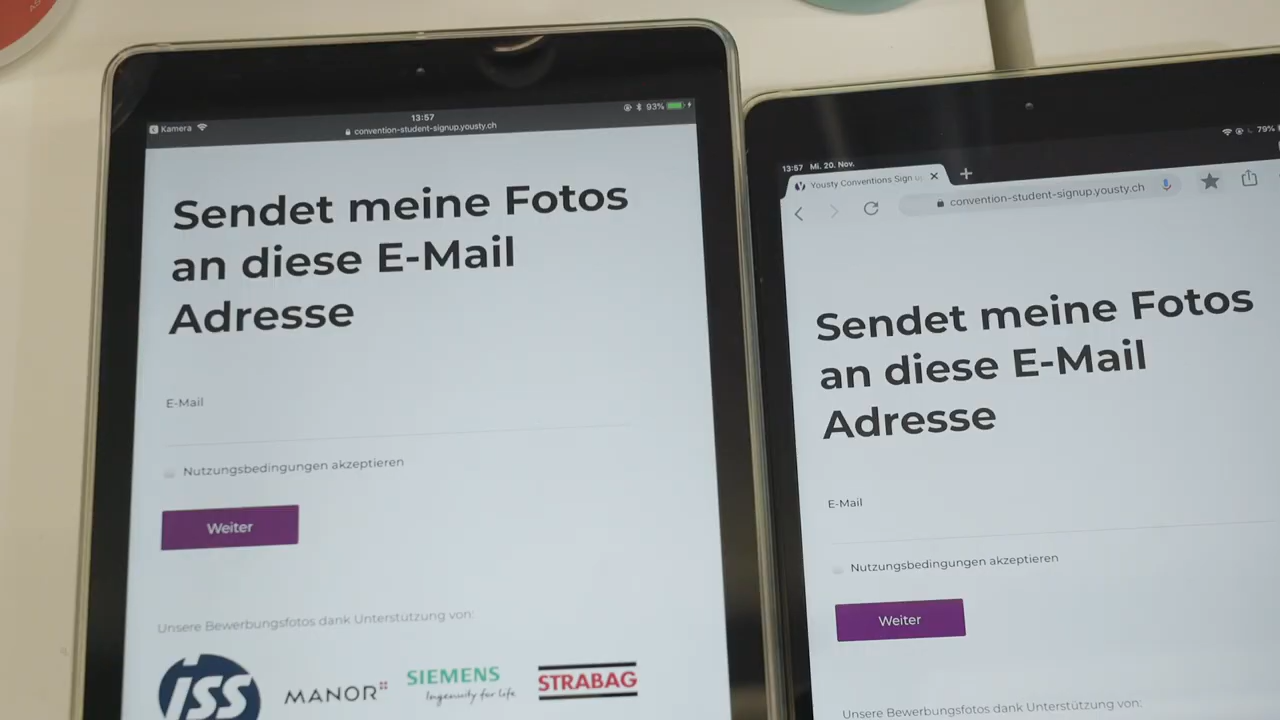 Kamera
13:57
93%
convention-student-signup.yousty.ch
Sendet meine Fotos
an diese E-Mail
Adresse
E-Mail
Nutzungsbedingungen akzeptieren
Weiter
Unsere Bewerbungsfotos dank Unterstützung von:
ISS
MANOR
SIEMENS
Ingenuity for life
STRABAG
13:57 Mi. 20. Nov.
79%
Yousty Conventions Sign
convention-student-signup.yousty.ch
Sendet meine Fotos
an diese E-Mail
Adresse
E-Mail
Nutzungsbedingungen akzeptieren
Weiter
Unsere Bewerbungsfotos dank Unterstützung von: